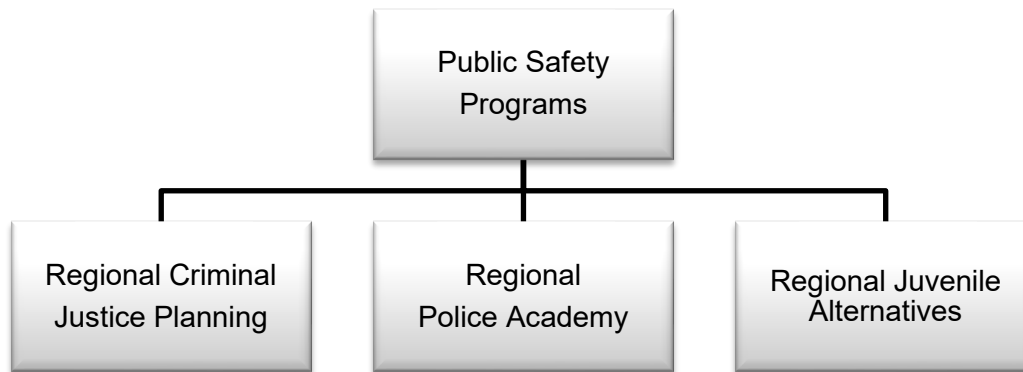 Public Safety
Programs
Regional Criminal
Justice Planning
Regional
Police Academy
Regional Juvenile
Alternatives